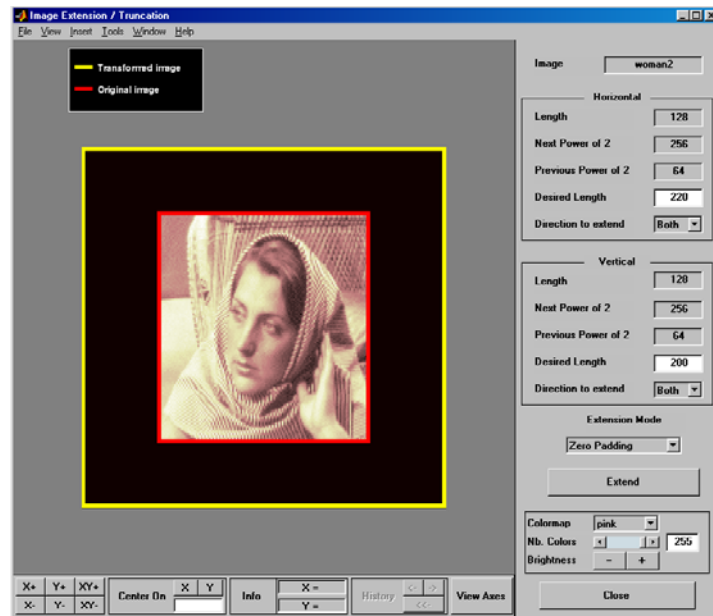 Image Extension / Truncation
File View Insert Tools Window Help
Transformed image
Original image
Image woman2
Horizontal
Length 128
Next Power of 2 256
Previous Power of 2 64
Desired Length 220
Direction to extend Both
Vertical
Length 128
Next Power of 2 256
Previous Power of 2 64
Desired Length 200
Direction to extend Both
Extension Mode
Zero Padding
Extend
Colormap pink
Nb. Colors 255
Brightness - +
Close
X+ Y+ XY+
X- Y- XY-
Center On X Y
Info X =
Y =
History <- ->
<<-
View Axes